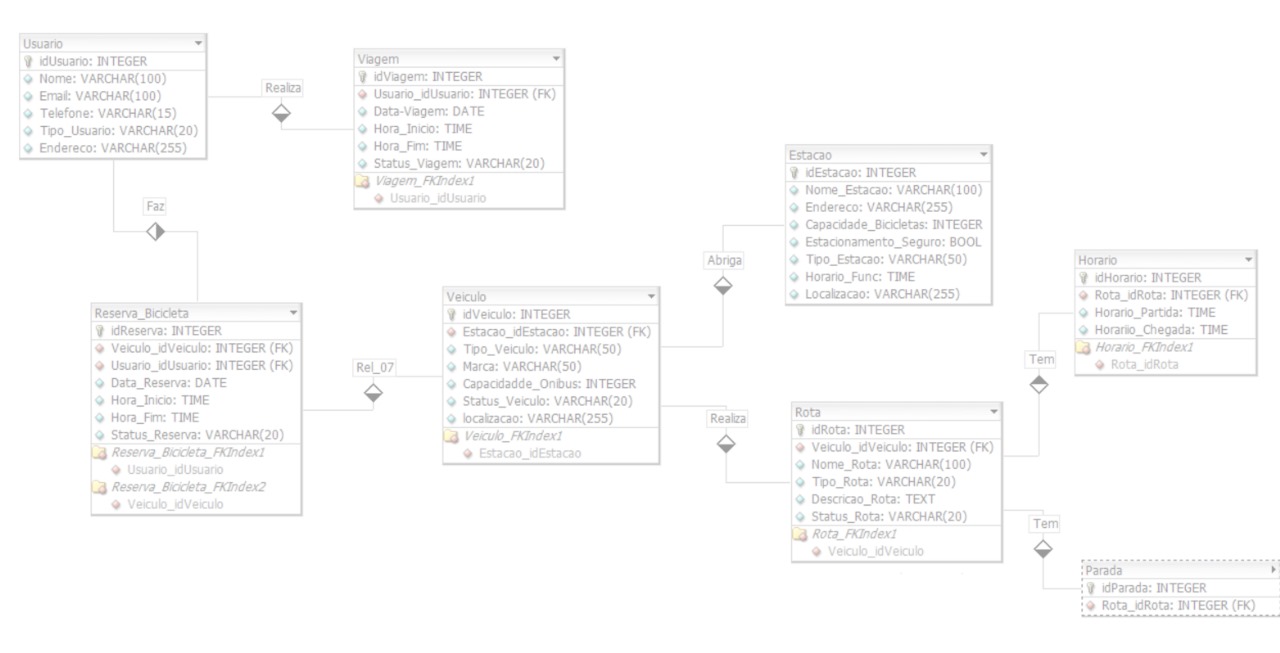 Usuario
idUsuario: INTEGER
Nome: VARCHAR(100)
Email: VARCHAR(100)
Telefone: VARCHAR(15)
Tipo_Usuario: VARCHAR(20)
Endereco: VARCHAR(255)
Realiza
Viagem
idViagem: INTEGER
Usuario_idUsuario: INTEGER (FK)
Data-Viagem: DATE
Hora_Inicio: TIME
Hora_Fim: TIME
Status_Viagem: VARCHAR(20)
Viagem_FKIndex1
Usuario_idUsuario
Faz
Reserva_Bicicleta
idReserva: INTEGER
Veiculo_idVeiculo: INTEGER (FK)
Usuario_idUsuario: INTEGER (FK)
Data_Reserva: DATE
Hora_Inicio: TIME
Hora_Fim: TIME
Status_Reserva: VARCHAR(20)
Reserva_Bicicleta_FKIndex1
Usuario_idUsuario
Reserva_Bicicleta_FKIndex2
Veiculo_idVeiculo
Rel_07
Veiculo
idVeiculo: INTEGER
Estacao_idEstacao: INTEGER (FK)
Tipo_Veiculo: VARCHAR(50)
Marca: VARCHAR(50)
Capacidadde_Onibus: INTEGER
Status_Veiculo: VARCHAR(20)
localizacao: VARCHAR(255)
Veiculo_FKIndex1
Estacao_idEstacao
Abriga
Estacao
idEstacao: INTEGER
Nome_Estacao: VARCHAR(100)
Endereco: VARCHAR(255)
Capacidade_Bicicletas: INTEGER
Estacionamento_Seguro: BOOL
Tipo_Estacao: VARCHAR(50)
Horario_Func: TIME
Localizacao: VARCHAR(255)
Realiza
Rota
idRota: INTEGER
Veiculo_idVeiculo: INTEGER (FK)
Nome_Rota: VARCHAR(100)
Tipo_Rota: VARCHAR(20)
Descricao_Rota: TEXT
Status_Rota: VARCHAR(20)
Rota_FKIndex1
Veiculo_idVeiculo
Tem
Horario
idHorario: INTEGER
Rota_idRota: INTEGER (FK)
Horario_Partida: TIME
Horariio_Chegada: TIME
Horario_FKIndex1
Rota_idRota
Tem
Parada
idParada: INTEGER
Rota_idRota: INTEGER (FK)